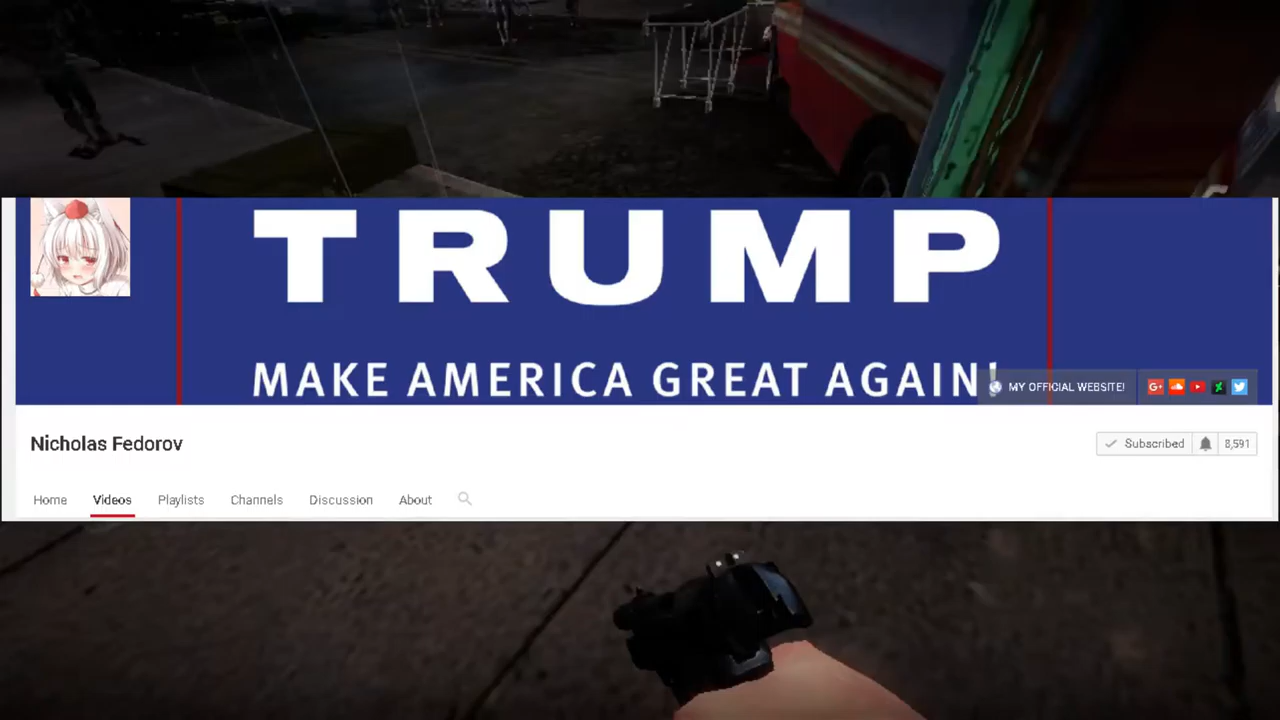 TRUMP
MAKE AMERICA GREAT AGAIN!
MY OFFICIAL WEBSITE!
Nicholas Fedorov
Subscribed 8,591
Home Videos Playlists Channels Discussion About